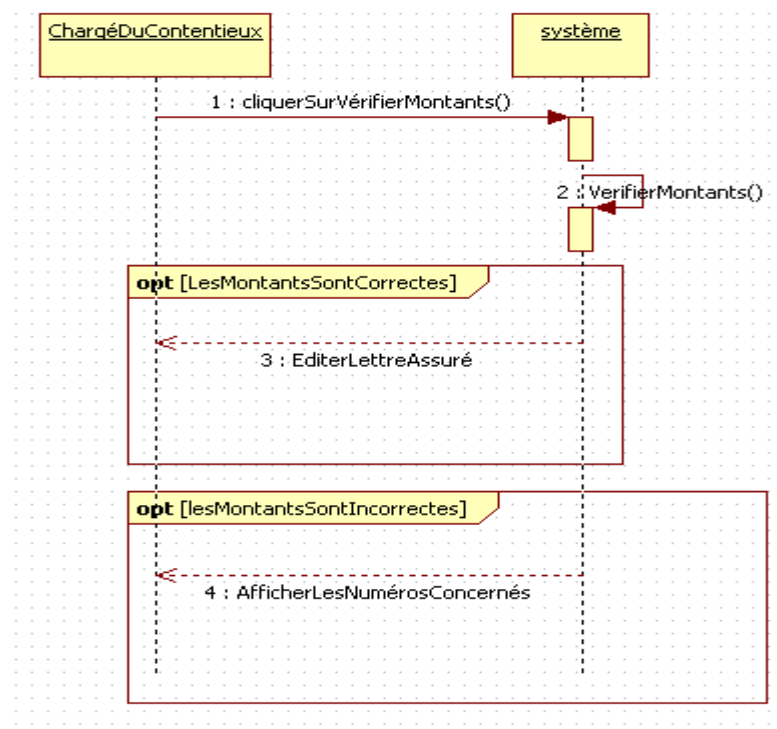 ChargéDuContentieux
système
1 : cliquerSurVérifierMontants()
2 : VerifierMontants()
opt [LesMontantsSontCorrectes]
3 : EditerLettreAssuré
opt [lesMontantsSontIncorrectes]
4 : AfficherLesNumérosConcernés